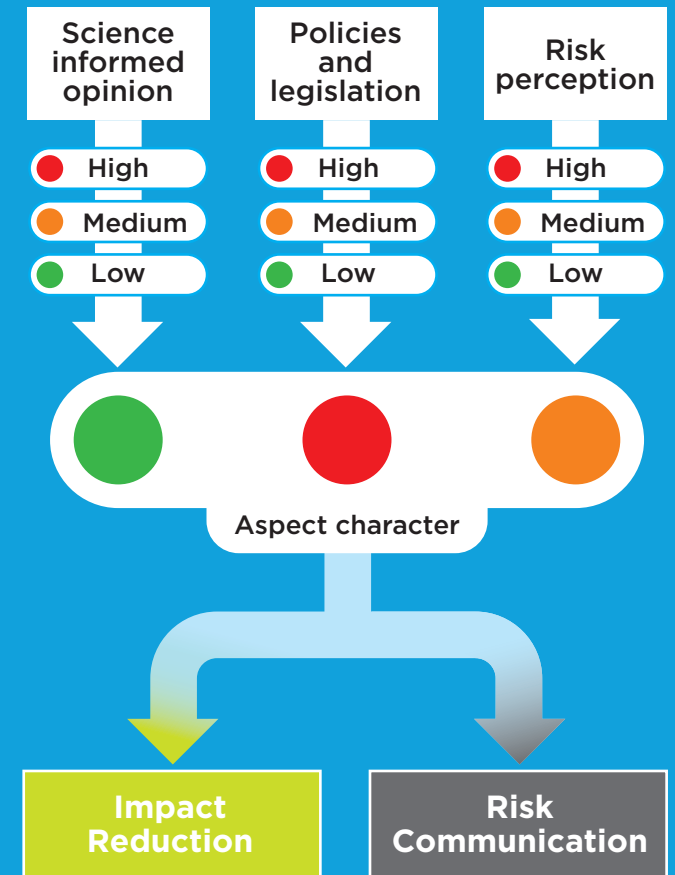 Science
informed
opinion
Policies
and
legislation
Risk
perception
High
High
High
Medium
Medium
Medium
Low
Low
Low
Aspect character
Impact
Reduction
Risk
Communication